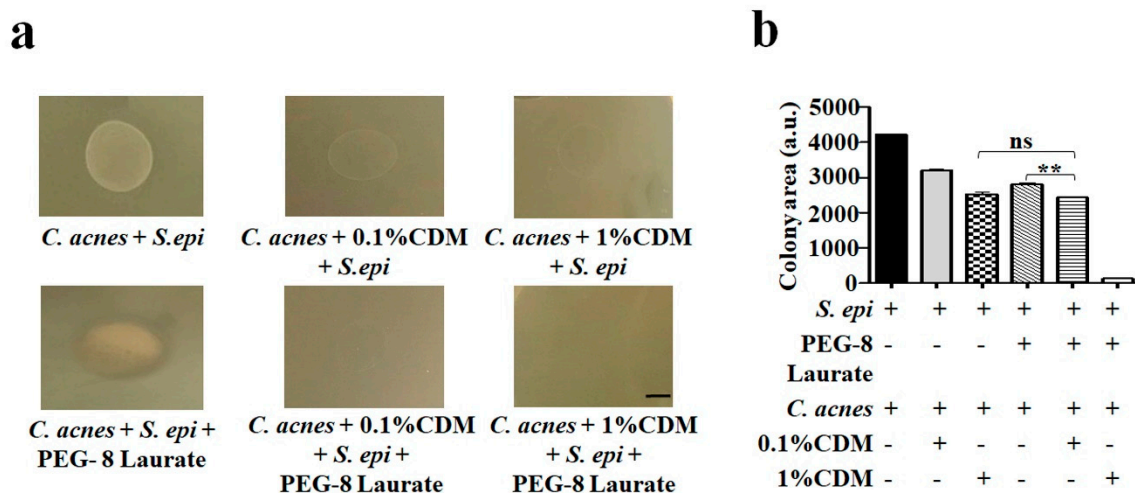 a
C. acnes + S.epi
C. acnes + 0.1%CDM
+ S.epi
C. acnes + 1%CDM
+ S. epi
C. acnes + S. epi +
PEG- 8 Laurate
C. acnes + 0.1%CDM
+ S. epi +
PEG-8 Laurate
C. acnes + 1%CDM
+ S. epi +
PEG-8 Laurate
b
Colony area (a.u.)
5000
4000
3000
2000
1000
0
ns
**
S. epi + + + + + +
PEG-8 - - - + + +
Laurate
C. acnes + + + + + +
0.1%CDM - + - - + -
1%CDM - - + - - +